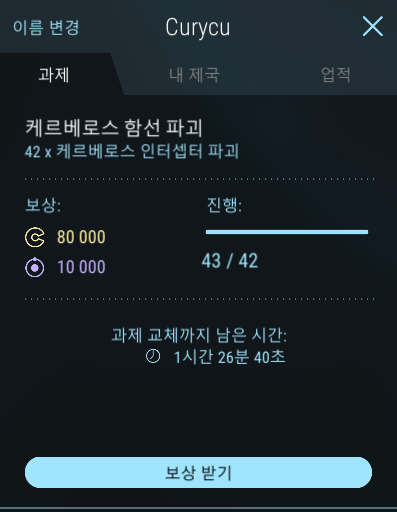 이름 변경
Curycu
과제
내 제국
업적
케르베로스 함선 파괴
42 x 케르베로스 인터셉터 파괴
보상:
진행:
80 000
10 000
43 / 42
과제 교체까지 남은 시간:
1시간 26분 40초
보상 받기